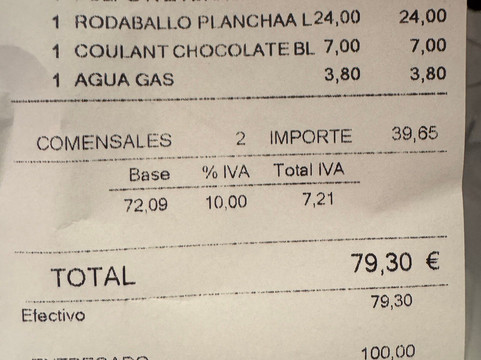 1 RODABALLO PLANCHAA L 24,00 24,00
1 COULANT CHOCOLATE BL 7,00 7,00
1 AGUA GAS 3,80 3,80
COMENSALES 2 IMPORTE 39,65
Base % IVA Total IVA
72,09 10,00 7,21
TOTAL 79,30 €
Efectivo 79,30
100,00